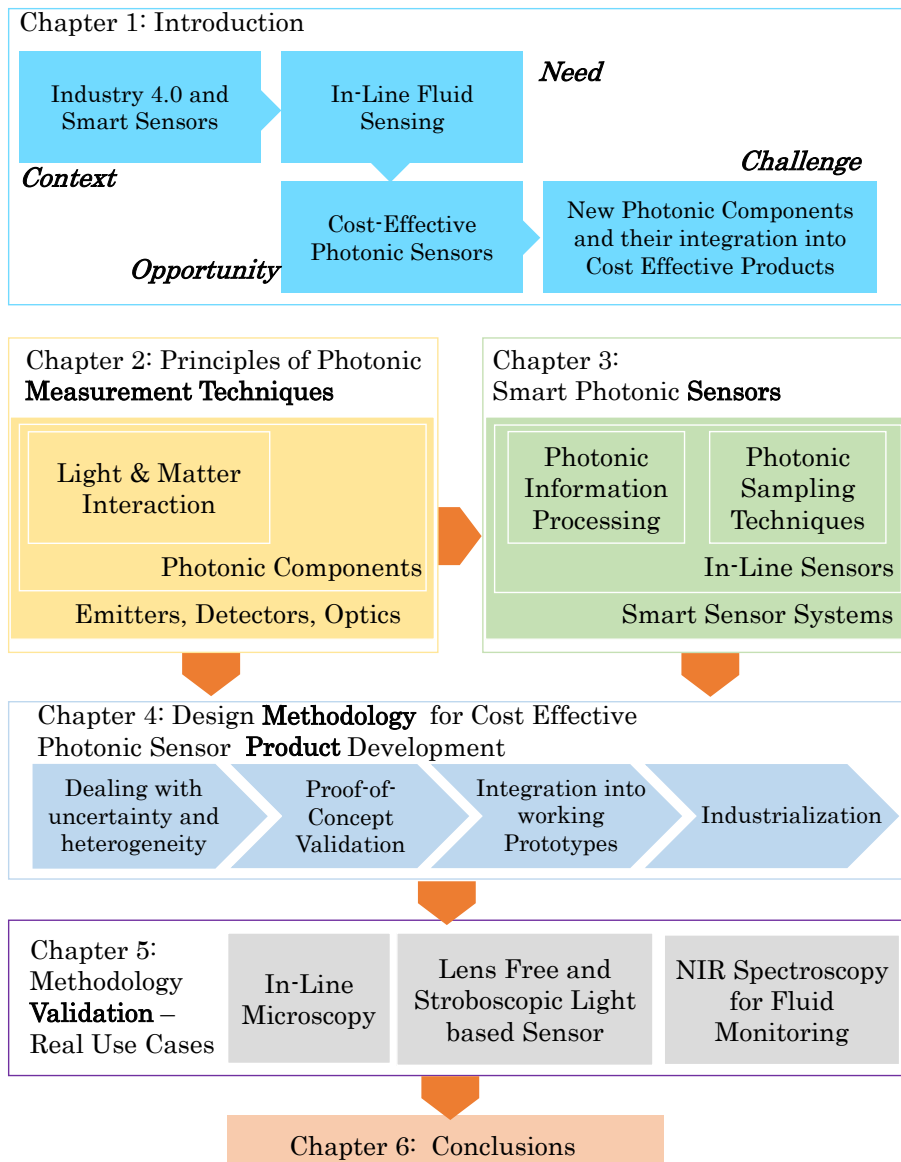 Chapter 1: Introduction
Industry 4.0 and
Smart Sensors
Context
In-Line Fluid
Sensing
Need
Cost-Effective
Photonic Sensors
Opportunity
Challenge
New Photonic Components
and their integration into
Cost Effective Products
Chapter 2: Principles of Photonic
Measurement Techniques
Light & Matter
Interaction
Photonic Components
Emitters, Detectors, Optics
Chapter 3:
Smart Photonic Sensors
Photonic
Information
Processing
Photonic
Sampling
Techniques
In-Line Sensors
Smart Sensor Systems
Chapter 4: Design Methodology for Cost Effective
Photonic Sensor Product Development
Dealing with
uncertainty and
heterogeneity
Proof-of-
Concept
Validation
Integration into
working
Prototypes
Industrialization
Chapter 5:
Methodology
Validation –
Real Use Cases
In-Line
Microscopy
Lens Free and
Stroboscopic Light
based Sensor
NIR Spectroscopy
for Fluid
Monitoring
Chapter 6: Conclusions